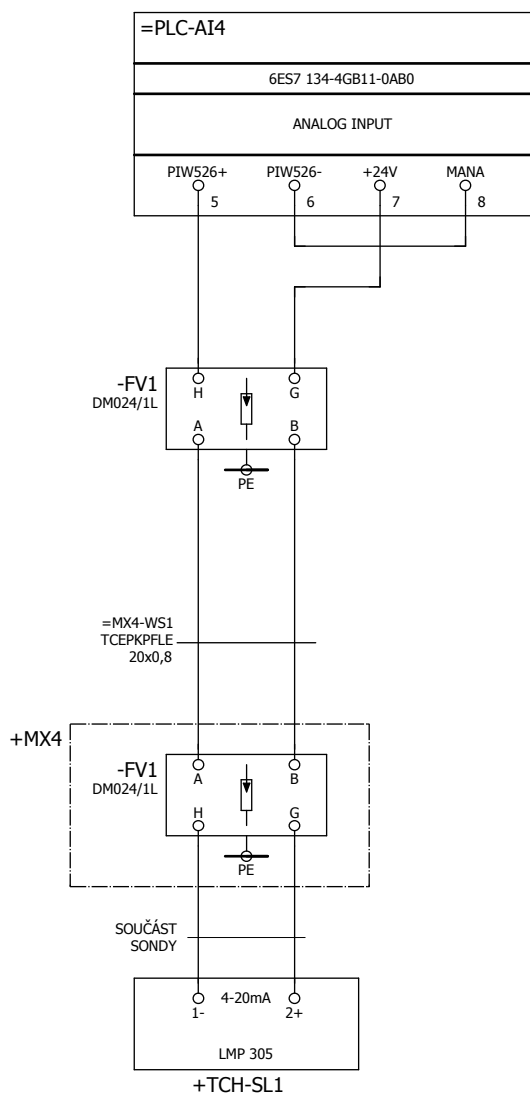 =PLC-AI4
6ES7 134-4GB11-0AB0
ANALOG INPUT
PIW526+ PIW526- +24V MANA
5 6 7 8
-FV1
DM024/1L
H G
A B
PE
=MX4-WS1
TCEPKPFLE
20x0,8
+MX4
-FV1
DM024/1L
A B
H G
PE
SOUČÁST
SONDY
4-20mA
1- 2+
LMP 305
+TCH-SL1